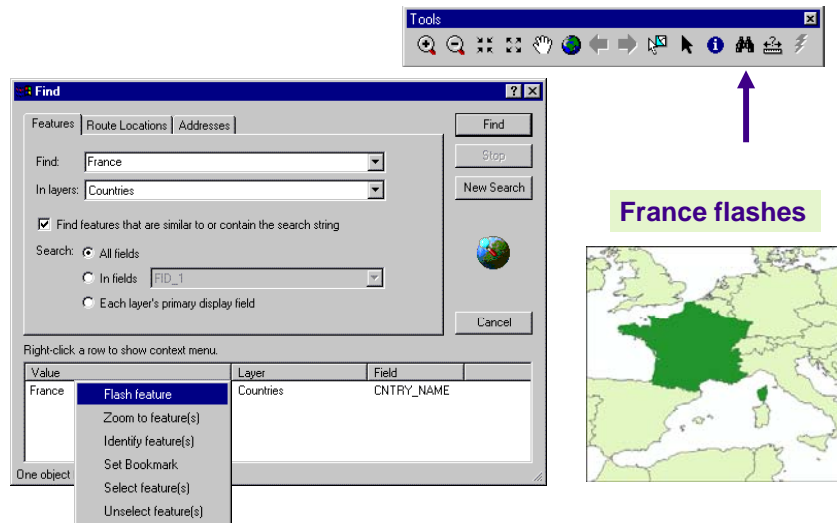 Tools
Find
Features Route Locations Addresses
Find
Find: France
Stop
In layers: Countries
New Search
Find features that are similar to or contain the search string
Search: All fields
In fields FID_1
Each layer's primary display field
Cancel
France flashes
Right-click a row to show context menu.
Value Layer Field
France Countries CNTRY_NAME
Flash feature
Zoom to feature(s)
Identify feature(s)
Set Bookmark
One object
Select feature(s)
Unselect feature(s)